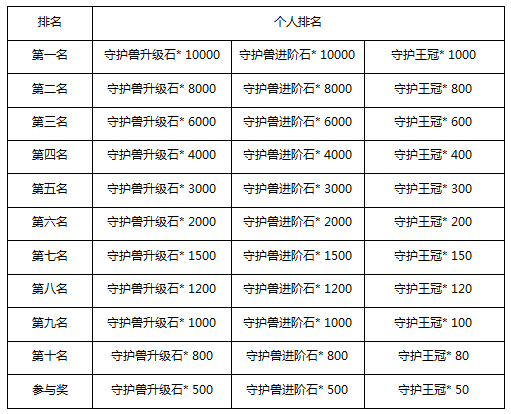 排名 个人排名
第一名 守护兽升级石* 10000 守护兽进阶石* 10000 守护王冠* 1000
第二名 守护兽升级石* 8000 守护兽进阶石* 8000 守护王冠* 800
第三名 守护兽升级石* 6000 守护兽进阶石* 6000 守护王冠* 600
第四名 守护兽升级石* 4000 守护兽进阶石* 4000 守护王冠* 400
第五名 守护兽升级石* 3000 守护兽进阶石* 3000 守护王冠* 300
第六名 守护兽升级石* 2000 守护兽进阶石* 2000 守护王冠* 200
第七名 守护兽升级石* 1500 守护兽进阶石* 1500 守护王冠* 150
第八名 守护兽升级石* 1200 守护兽进阶石* 1200 守护王冠* 120
第九名 守护兽升级石* 1000 守护兽进阶石* 1000 守护王冠* 100
第十名 守护兽升级石* 800 守护兽进阶石* 800 守护王冠* 80
参与奖 守护兽升级石* 500 守护兽进阶石* 500 守护王冠* 50